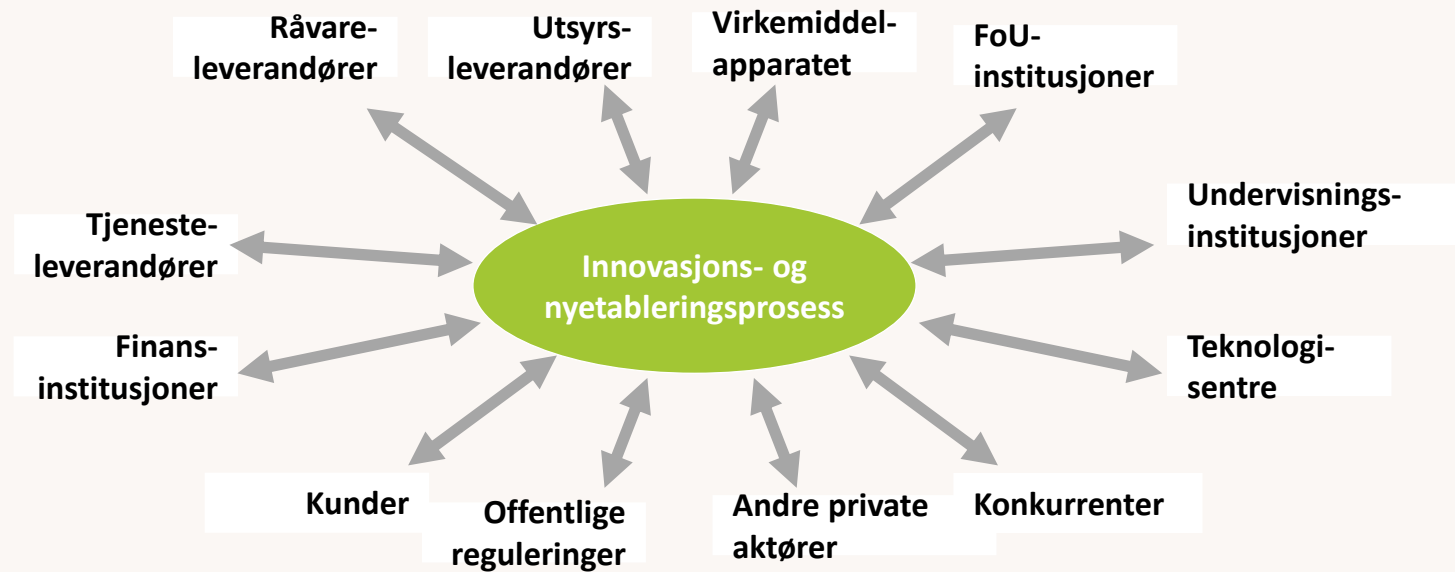 Råvare-
leverandører
Utsyrs-
leverandører
Virkemiddel-
apparatet
FoU-
institusjoner
Tjeneste-
leverandører
Innovasjons- og
nyetableringsprosess
Undervisnings-
institusjoner
Finans-
institusjoner
Teknologi-
sentre
Kunder
Offentlige
reguleringer
Andre private
aktører
Konkurrenter